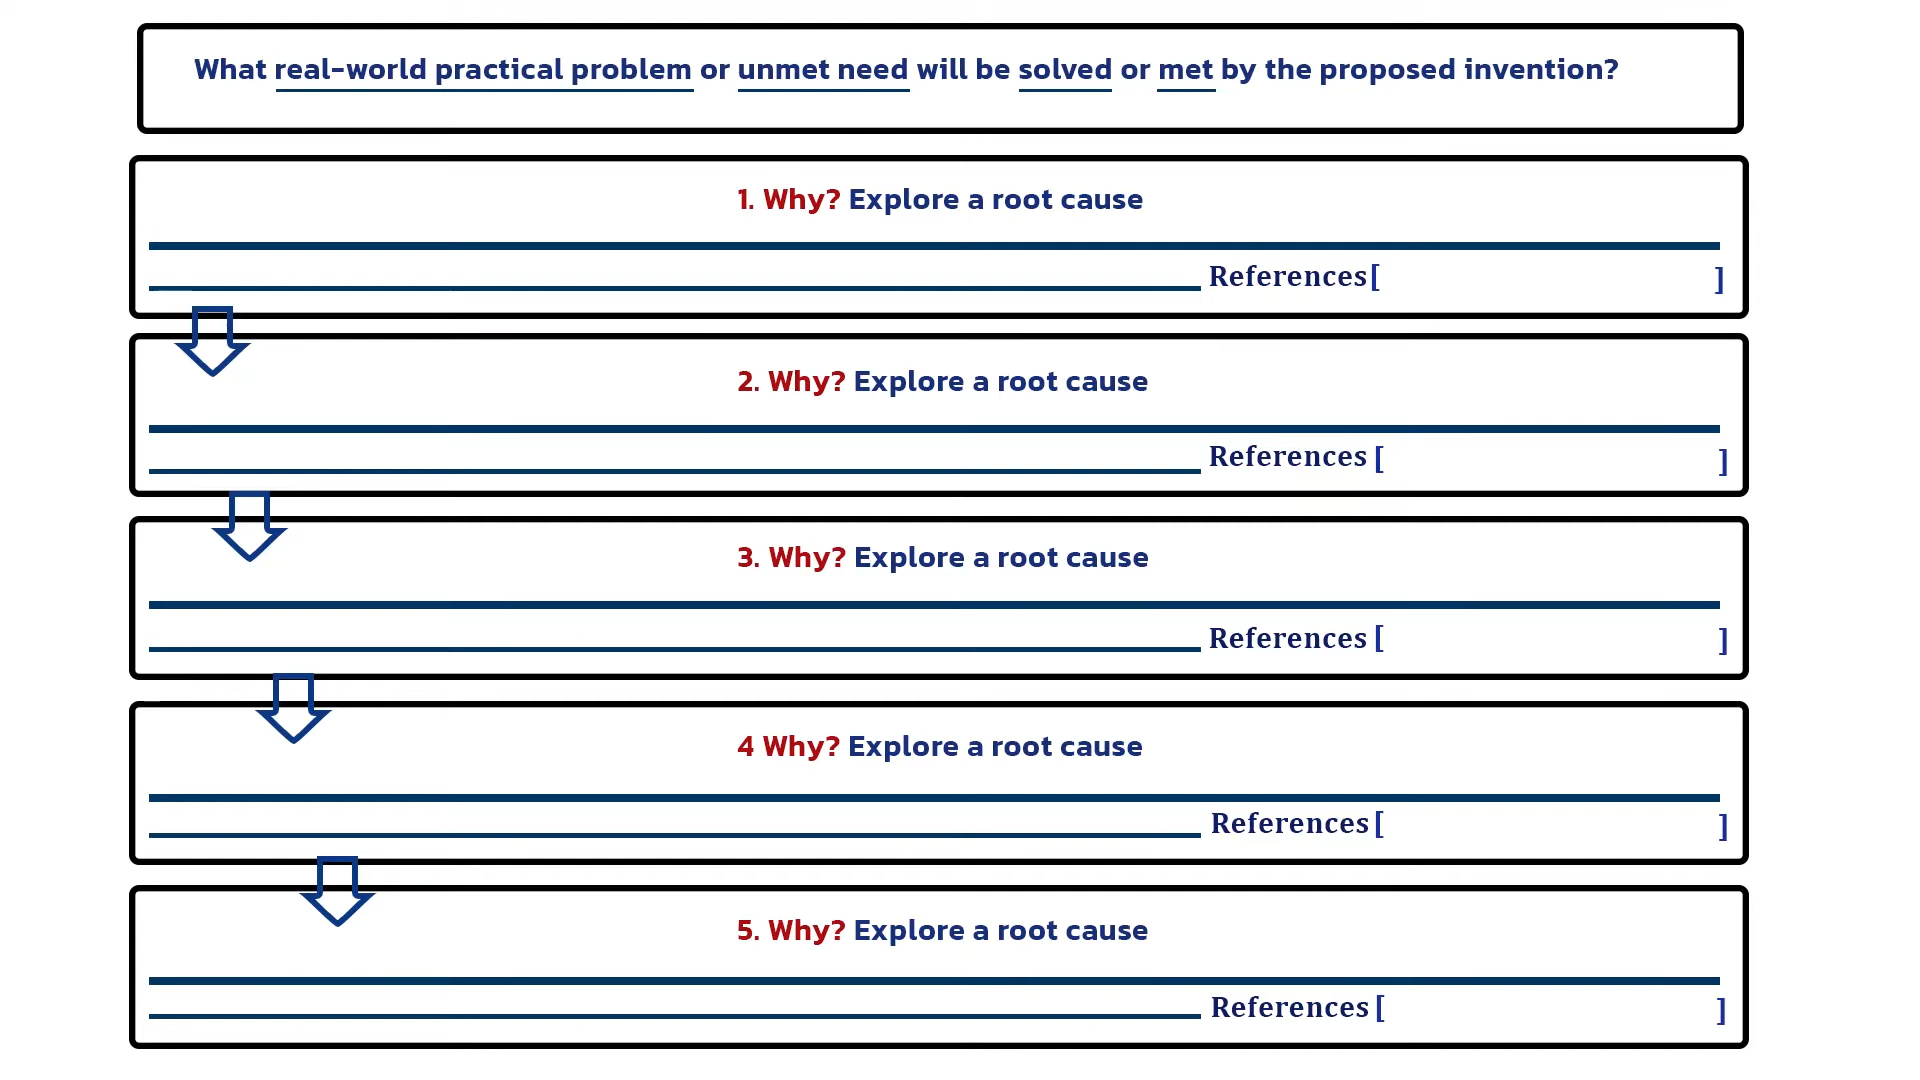 What real-world practical problem or unmet need will be solved or met by the proposed invention?
1. Why? Explore a root cause
References[ ]
2. Why? Explore a root cause
References [ ]
3. Why? Explore a root cause
References [ ]
4 Why? Explore a root cause
References [ ]
5. Why? Explore a root cause
References [ ]